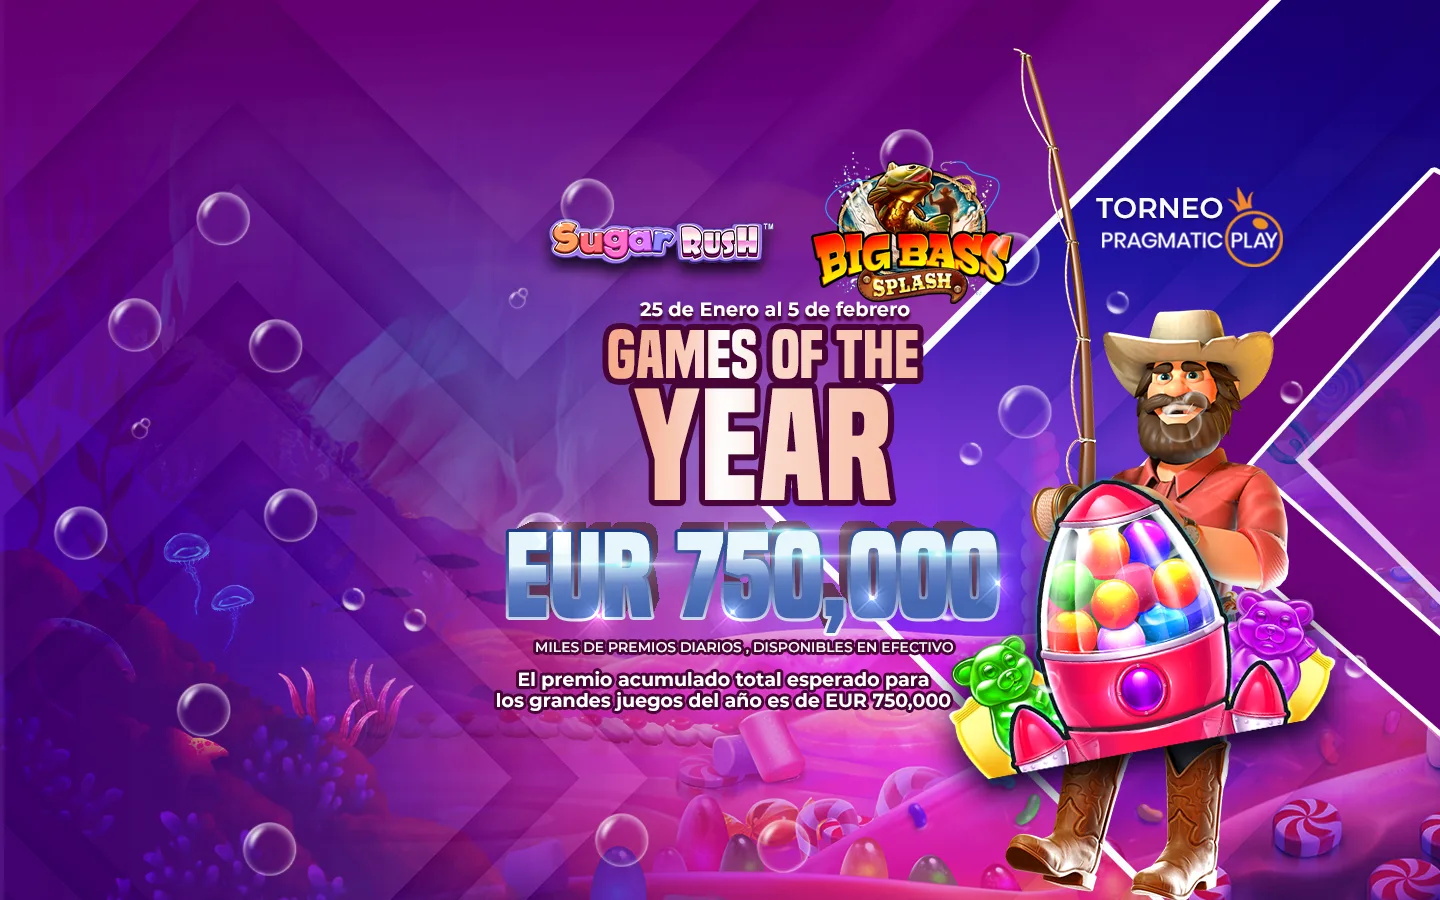 Sugar RUSH™
BIG BASS
SPLASH
TORNEO
PRAGMATIC PLAY
25 de Enero al 5 de febrero
GAMES OF THE
YEAR
EUR 750,000
MILES DE PREMIOS DIARIOS , DISPONIBLES EN EFECTIVO
El premio acumulado total esperado para
los grandes juegos del año es de EUR 750,000